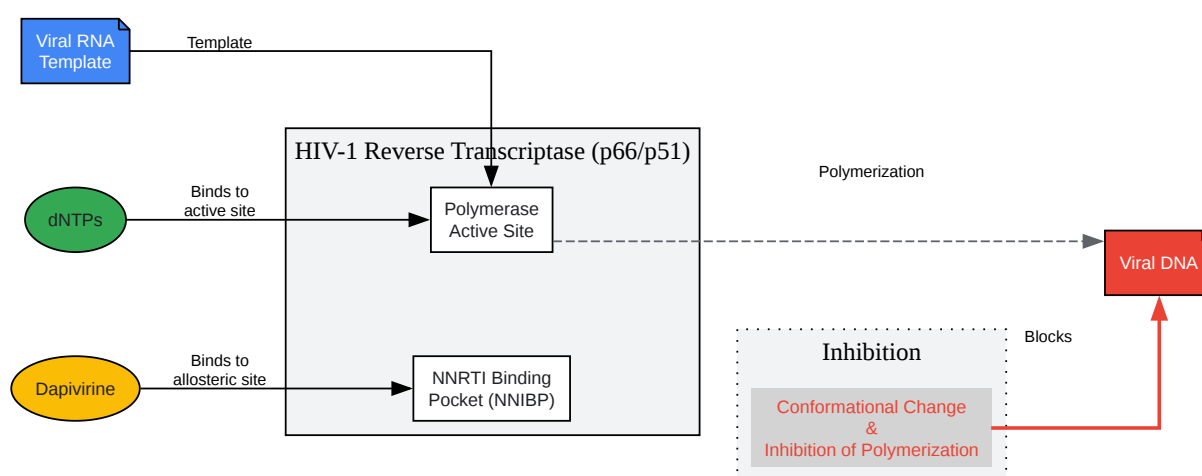 Viral RNA
Template
Template
HIV-1 Reverse Transcriptase (p66/p51)
Polymerization
Binds to
active site
dNTPs
Polymerase
Active Site
Viral DNA
Blocks
Inhibition
Binds to
allosteric site
Dapivirine
NNRTI Binding
Pocket (NNIBP)
Conformational Change
&
Inhibition of Polymerization